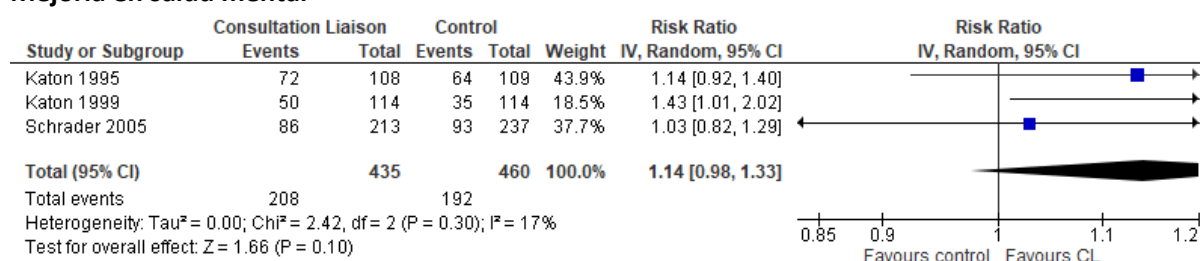 Mejoría en salud mental
Consultation Liaison Control Risk Ratio Risk Ratio
Study or Subgroup Events Total Events Total Weight IV, Random, 95% CI IV, Random, 95% CI
Katon 1995 72 108 64 109 43.9% 1.14 [0.92, 1.40]
Katon 1999 50 114 35 114 18.5% 1.43 [1.01, 2.02]
Schrader 2005 86 213 93 237 37.7% 1.03 [0.82, 1.29]
Total (95% CI) 435 460 100.0% 1.14 [0.98, 1.33]
Total events 208 192
Heterogeneity: Tau² = 0.00; Chi² = 2.42, df = 2 (P = 0.30); I² = 17%
Test for overall effect: Z = 1.66 (P = 0.10)
0.85 0.9 1 1.1 1.2
Favours control Favours CL